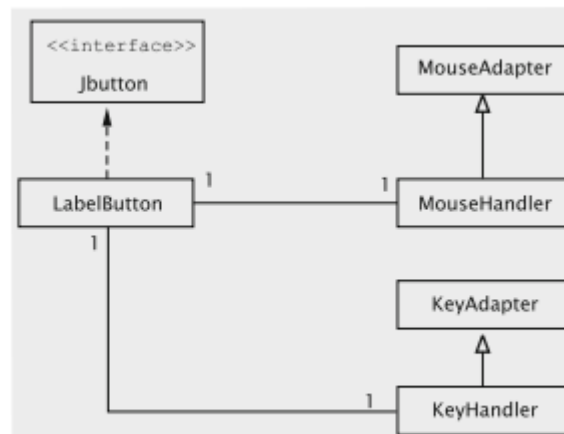 <<interface>>
Jbutton
MouseAdapter
LabelButton
1
1
MouseHandler
1
KeyAdapter
1
KeyHandler